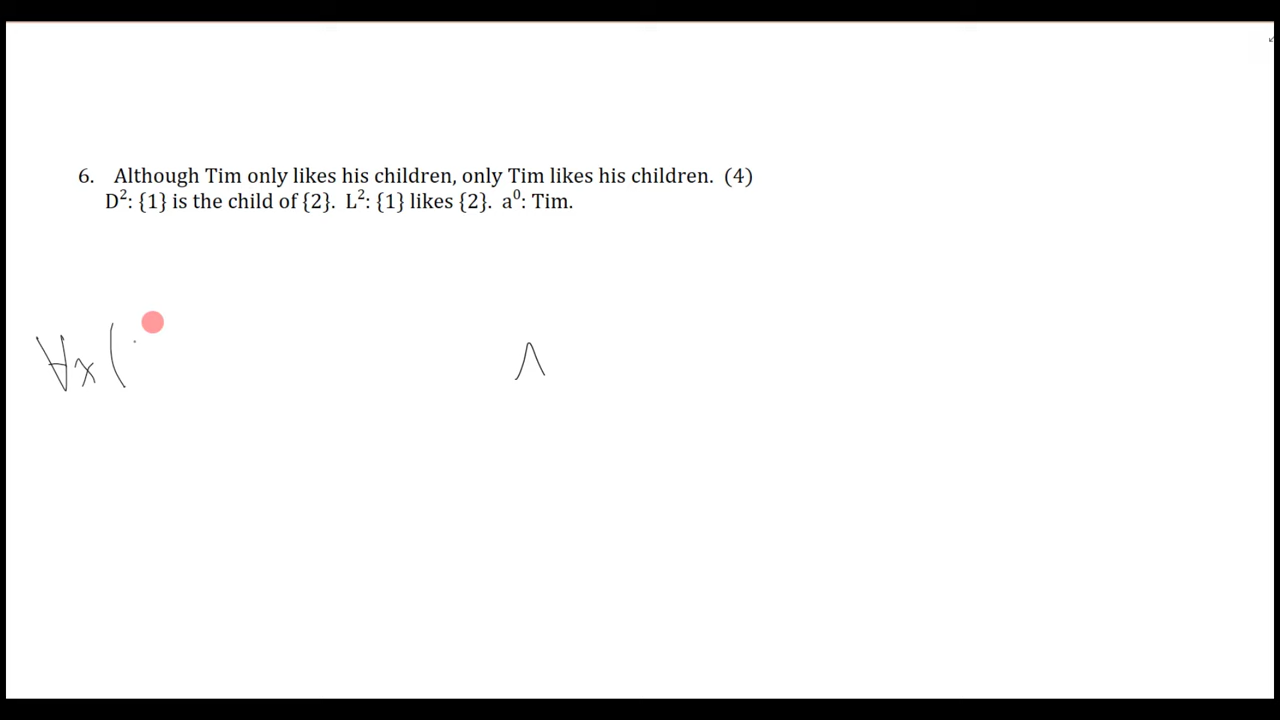 6. Although Tim only likes his children, only Tim likes his children. (4)
D²: {1} is the child of {2}. L²: {1} likes {2}. a⁰: Tim.
∀x( ∧